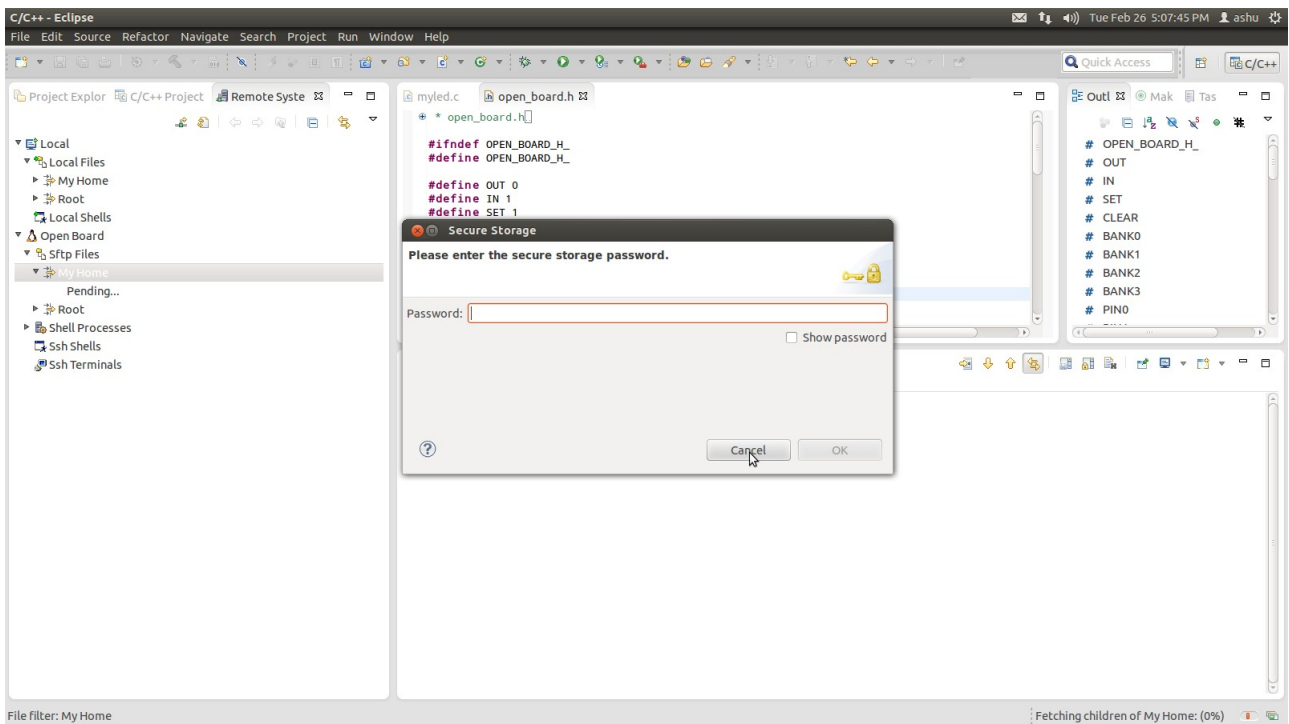 C/C++ - Eclipse
Tue Feb 26 5:07:45 PM ashu
File Edit Source Refactor Navigate Search Project Run Window Help
Quick Access C/C++
Project Explor C/C++ Project Remote Syste
Local
Local Files
My Home
Root
Local Shells
Open Board
Sftp Files
My Home
Pending...
Root
Shell Processes
Ssh Shells
Ssh Terminals
myled.c open_board.h
* open_board.h
#ifndef OPEN_BOARD_H_
#define OPEN_BOARD_H_
#define OUT 0
#define IN 1
#define SET 1
Secure Storage
Please enter the secure storage password.
Password:
Show password
Cancel OK
Outl Mak Tas
# OPEN_BOARD_H_
# OUT
# IN
# SET
# CLEAR
# BANK0
# BANK1
# BANK2
# BANK3
# PIN0
File filter: My Home
Fetching children of My Home: (0%)